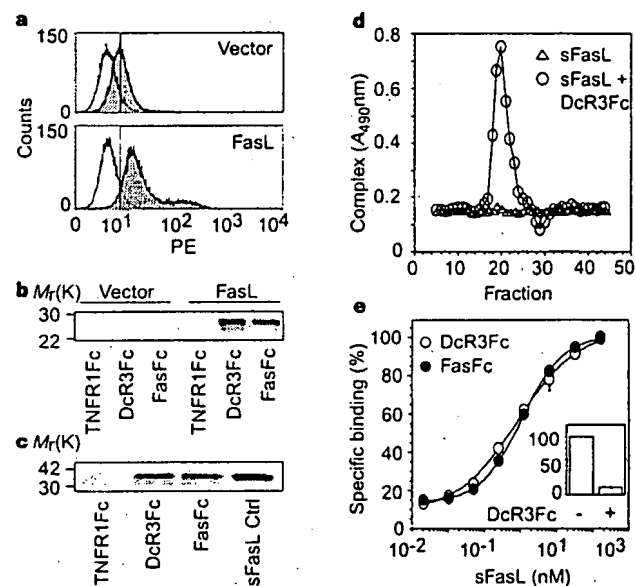 a
150
Vector
0
150
FasL
0
Counts
0 10¹ 10² 10³ 10⁴
PE
b Mr(K) Vector FasL
30
22
TNFR1Fc
DcR3Fc
FasFc
TNFR1Fc
DcR3Fc
FasFc
c Mr(K)
42
30
TNFR1Fc
DcR3Fc
FasFc
sFasL Ctrl
d
0.8
0.6
0.4
0.2
0
Complex (A490nm)
sFasL
sFasL +
DcR3Fc
0 10 20 30 40 50
Fraction
e
100
80
60
40
20
0
Specific binding (%)
DcR3Fc
FasFc
100
50
0
DcR3Fc - +
10⁻² 10⁻¹ 10⁰ 10¹ 10²
sFasL (nM)